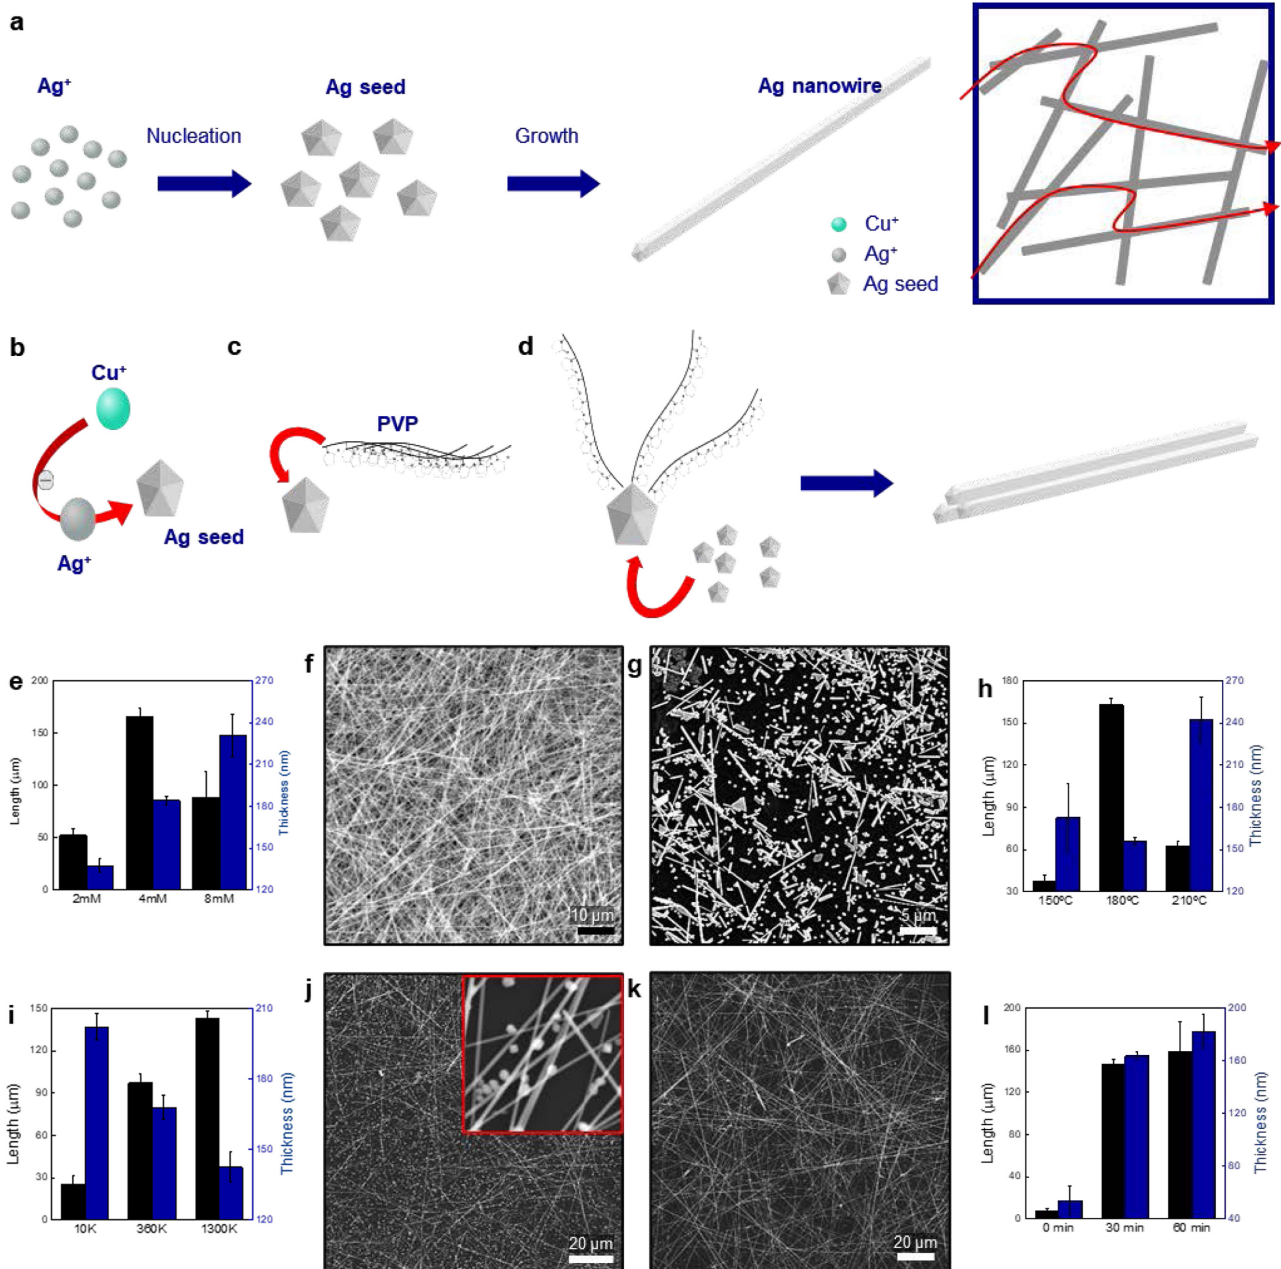 a
Ag⁺
Nucleation
Ag seed
Growth
Ag nanowire
Cu⁺
Ag⁺
Ag seed
b
Cu⁺
Ag⁺
Ag seed
c
PVP
d
e
Length (μm)
200
150
100
50
0
2mM
4mM
8mM
270
240
210
180
150
120
Thickness (nm)
f
10 μm
g
5 μm
h
Length (μm)
180
150
120
90
60
30
150ºC
180ºC
210ºC
270
240
210
180
150
120
Thickness (nm)
i
Length (μm)
150
120
90
60
30
0
10K
360K
1300K
210
180
150
120
Thickness (nm)
j
20 μm
k
20 μm
l
Length (μm)
200
160
120
80
40
0
0 min
30 min
60 min
200
160
120
80
40
Thickness (nm)